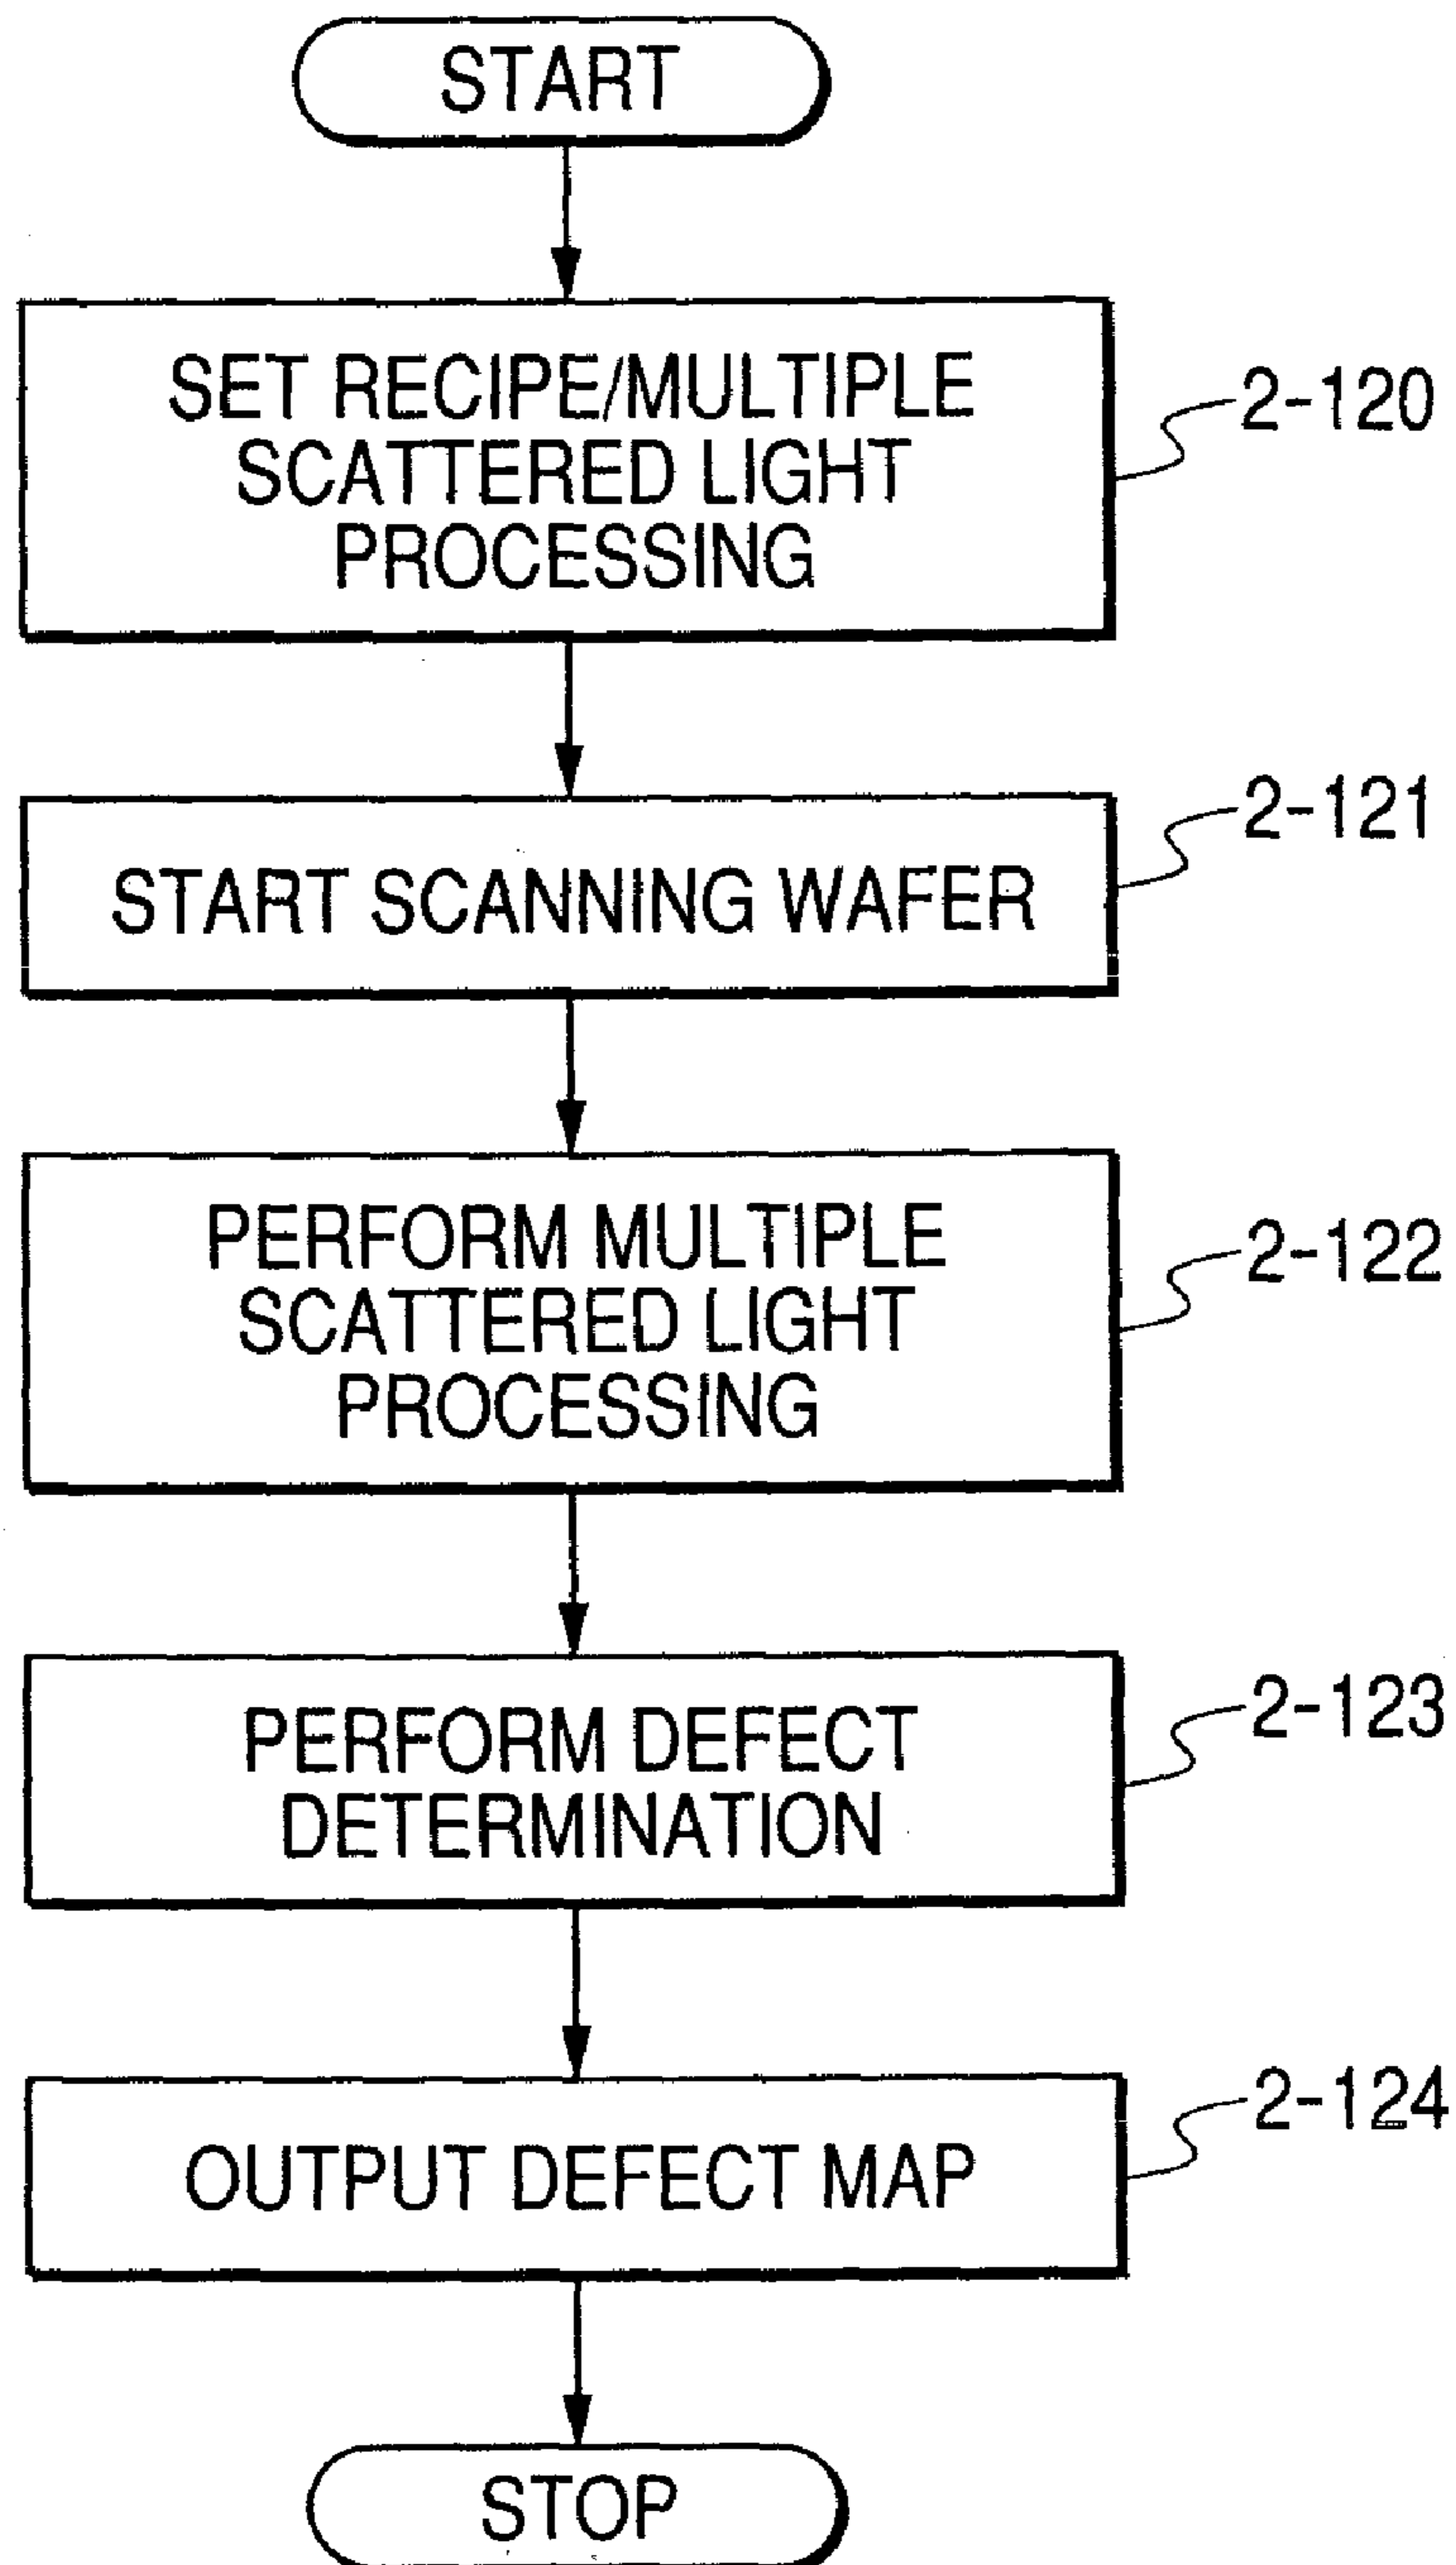 START
SET RECIPE/MULTIPLE
SCATTERED LIGHT
PROCESSING
2-120
START SCANNING WAFER
2-121
PERFORM MULTIPLE
SCATTERED LIGHT
PROCESSING
2-122
PERFORM DEFECT
DETERMINATION
2-123
OUTPUT DEFECT MAP
2-124
STOP